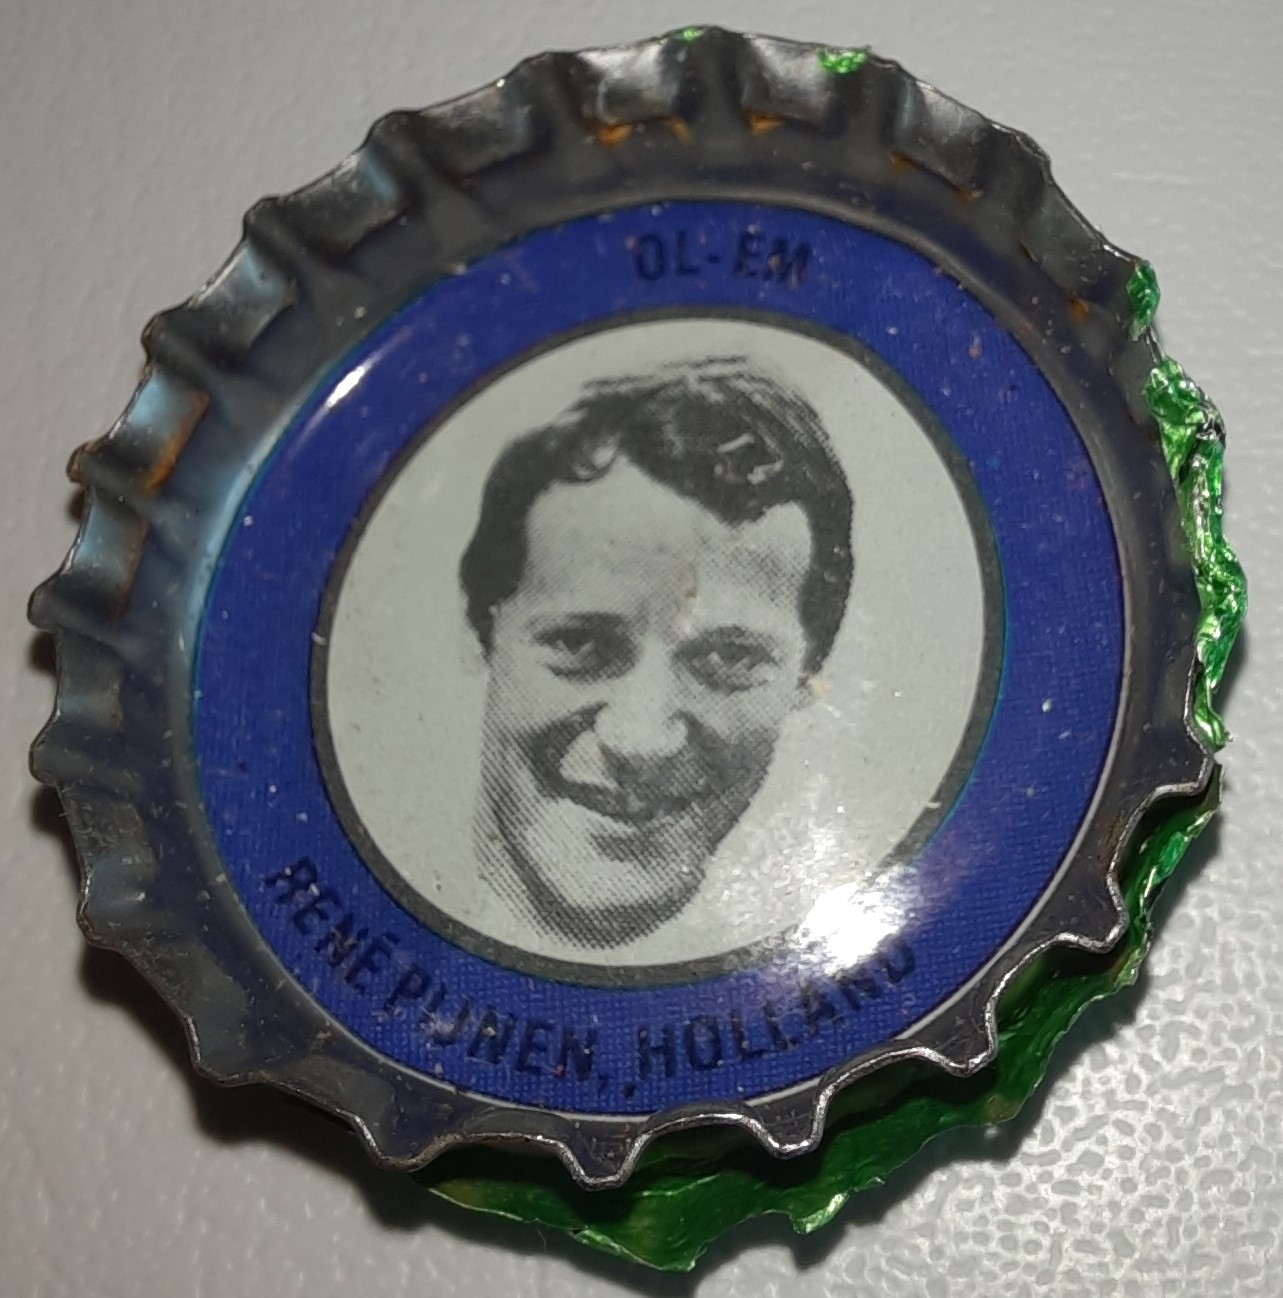 OL-EM
RENÉ PIJNEN, HOLLAND